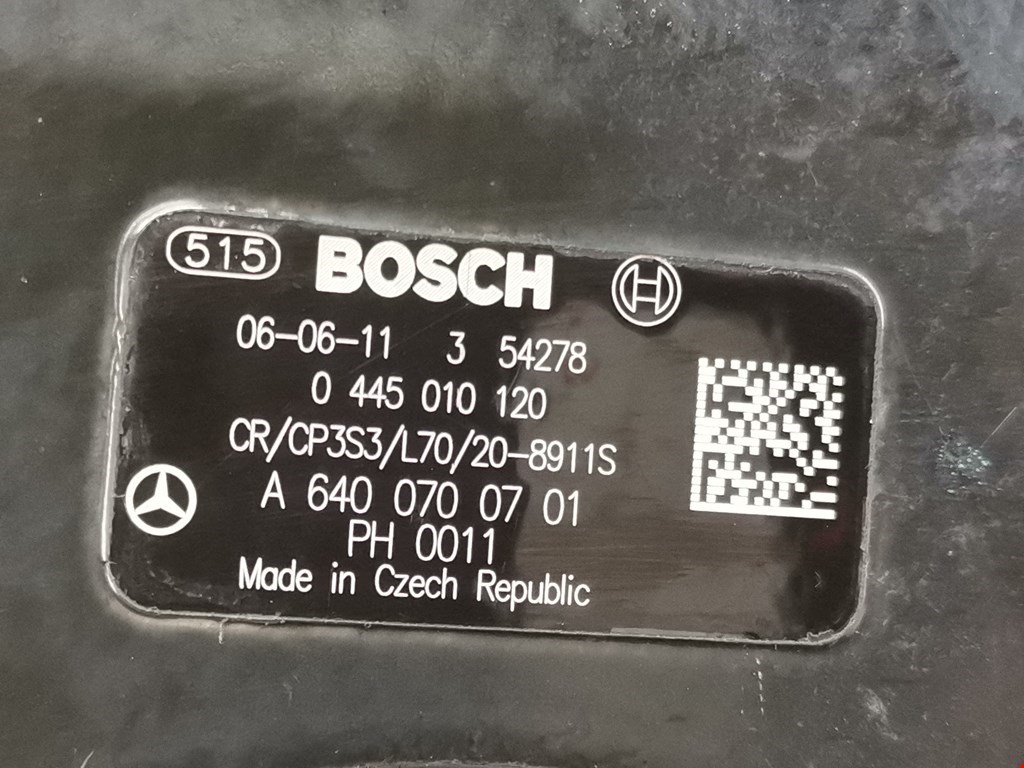 515 BOSCH
06-06-11 3 54278
0 445 010 120
CR/CP3S3/L70/20-8911S
A 640 070 07 01
PH 0011
Made in Czech Republic